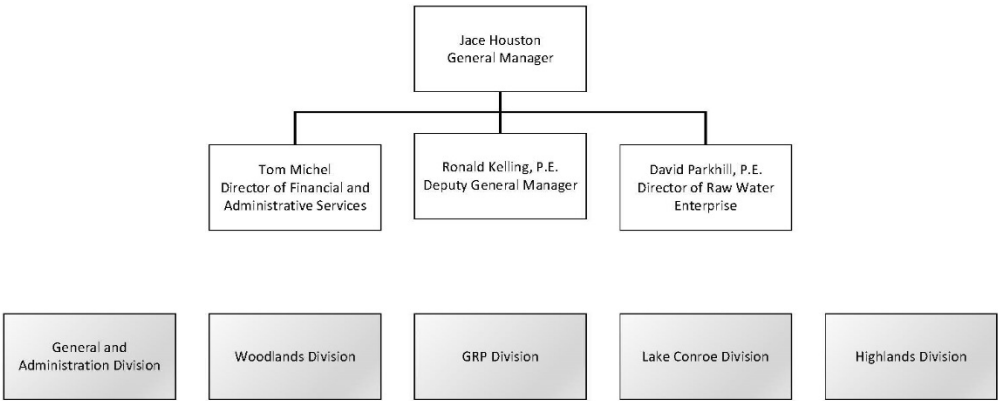 Jace Houston
General Manager
Tom Michel
Director of Financial and
Administrative Services
Ronald Kelling, P.E.
Deputy General Manager
David Parkhill, P.E.
Director of Raw Water
Enterprise
General and
Administration Division
Woodlands Division
GRP Division
Lake Conroe Division
Highlands Division